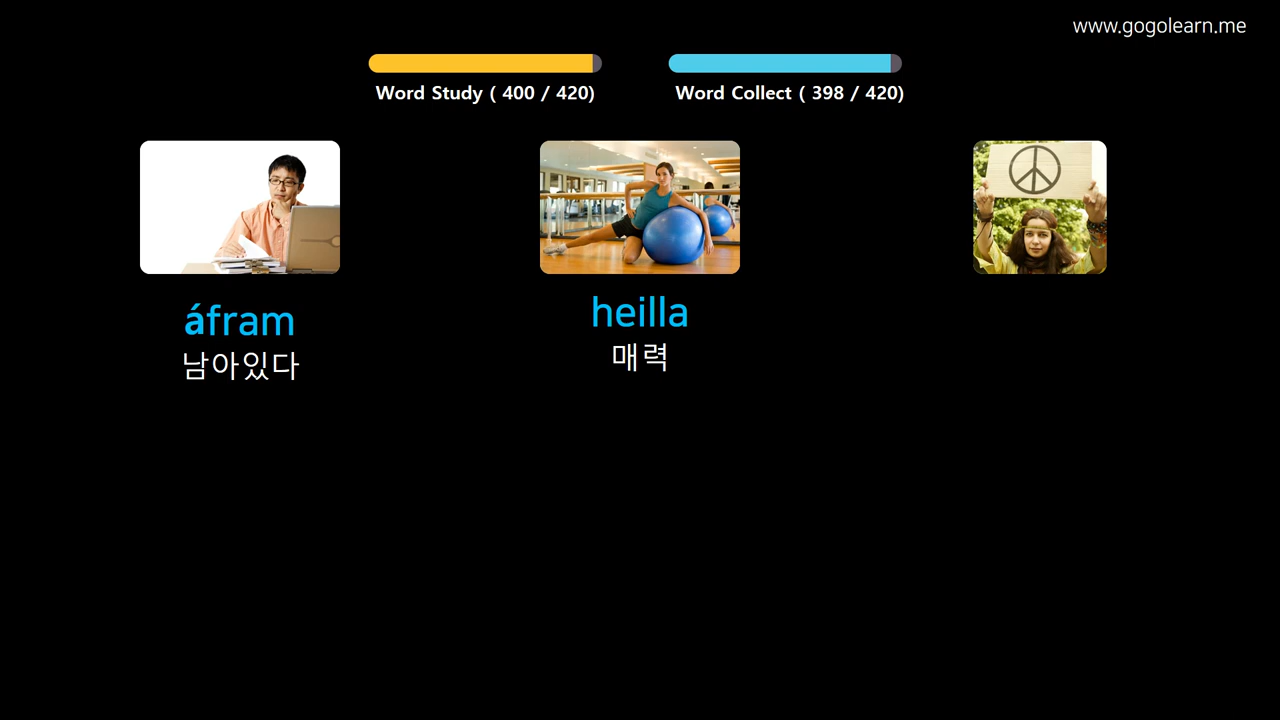 www.gogolearn.me
Word Study ( 400 / 420)
Word Collect ( 398 / 420)
áfram
남아있다
heilla
매력